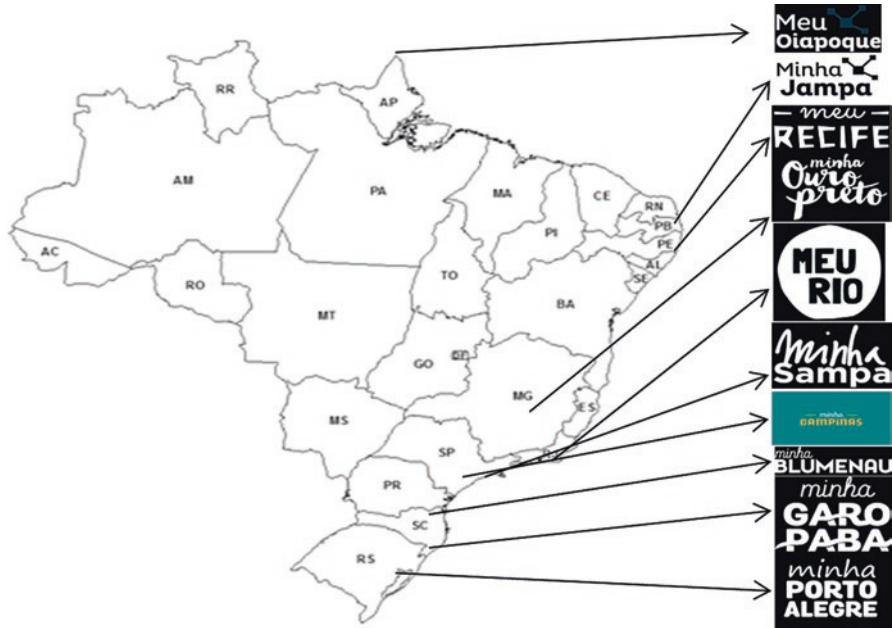 RR
AP
AM
PA
MA
CE
RN
PB
PE
AL
SE
PI
AC
RO
TO
MT
BA
GO
DF
MG
ES
MS
SP
PR
SC
RS
Meu
Oiapoque
Minha
Jampa
meu
RECIFE
minha
Ouro
preto
MEU
RIO
minha
Sampa
minha
CAMPINAS
minha
BLUMENAU
minha
GARO
PABA
minha
PORTO
ALEGRE